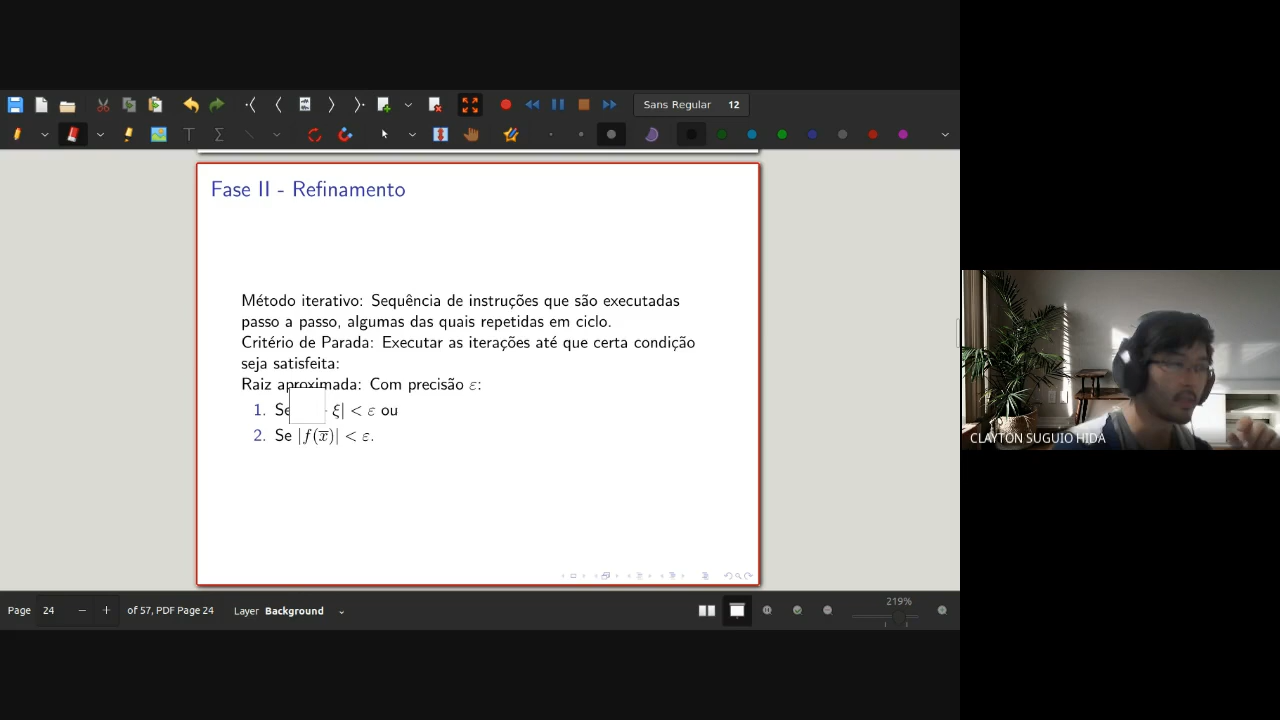 Sans Regular 12
Fase II - Refinamento
Método iterativo: Sequência de instruções que são executadas
passo a passo, algumas das quais repetidas em ciclo.
Critério de Parada: Executar as iterações até que certa condição
seja satisfeita:
Raiz aproximada: Com precisão ε:
1. Se ξ| < ε ou
2. Se |f(x̅)| < ε.
CLAYTON SUGUIO HIDA
Page 24 of 57, PDF Page 24 Layer Background 219%